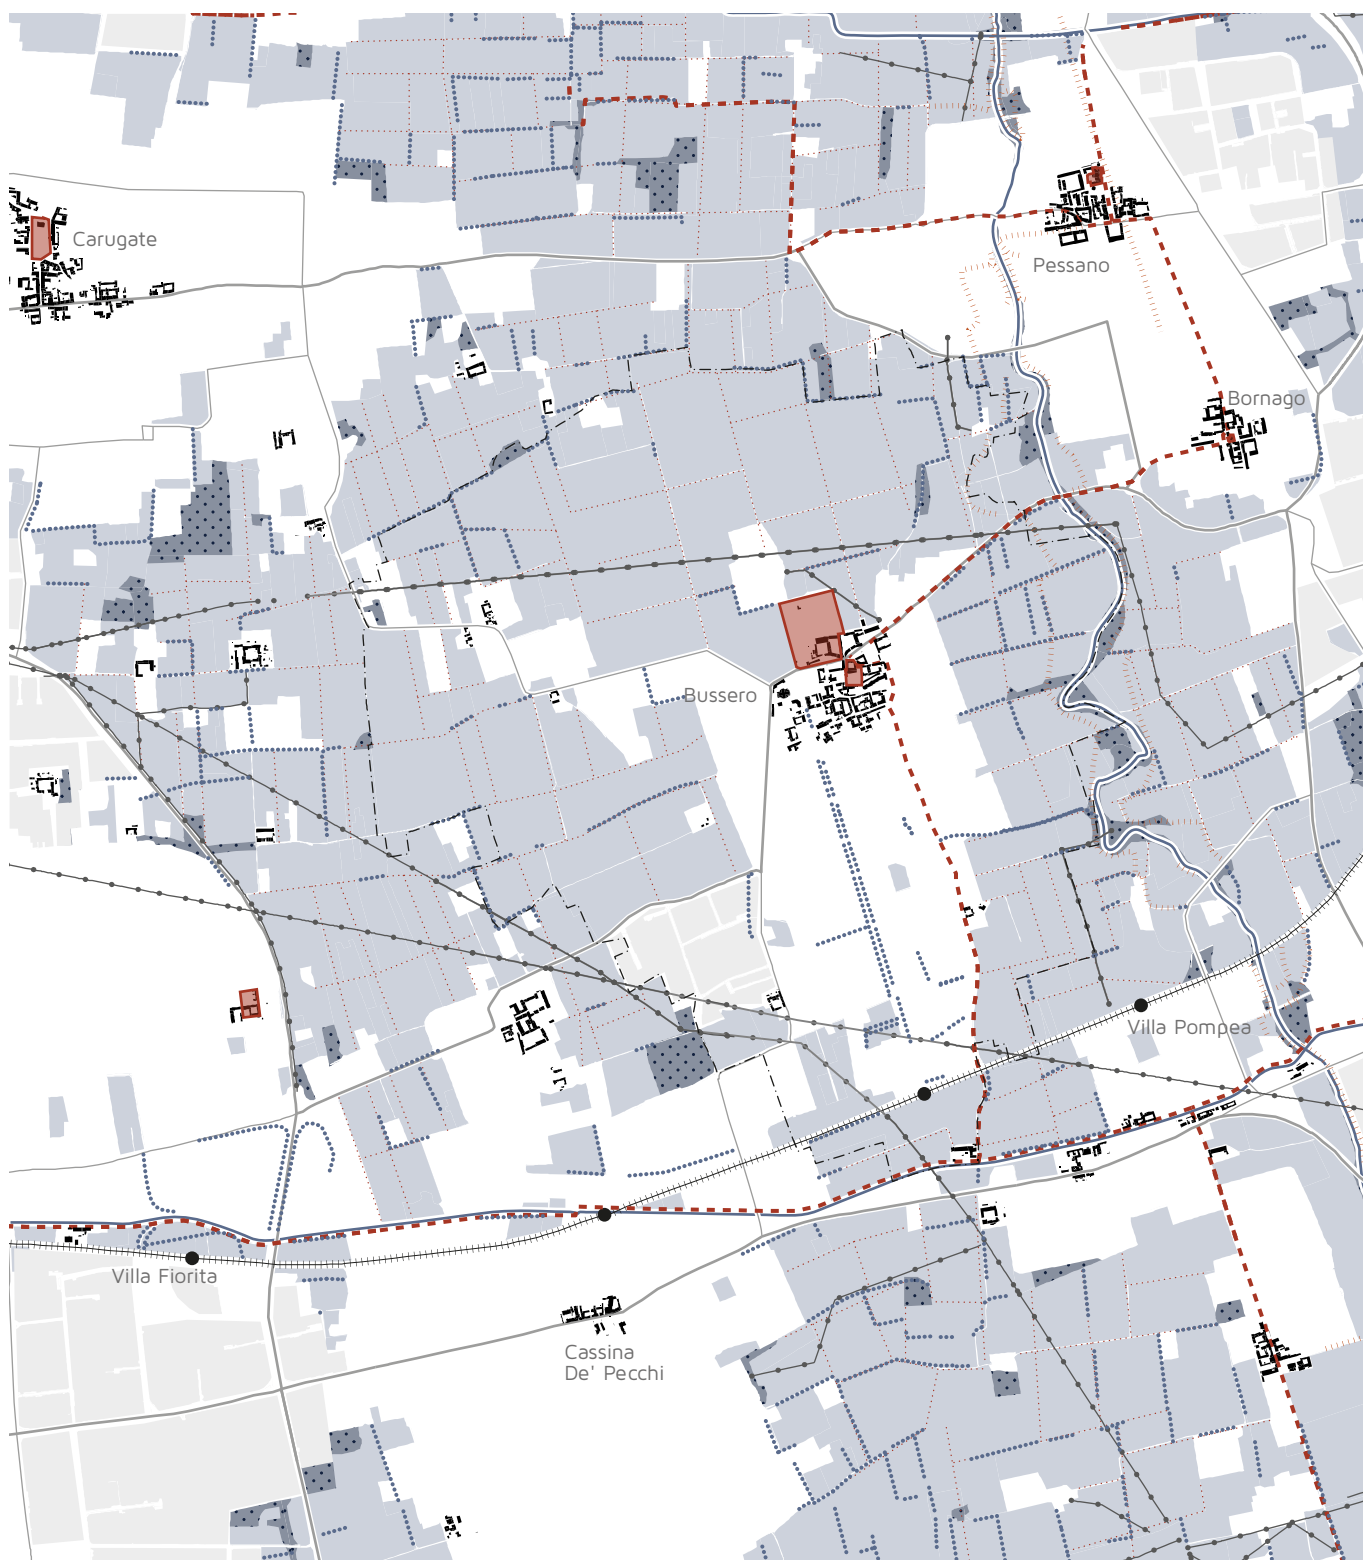 Carugate
Pessano
Bornago
Bussero
Villa Pompea
Villa Fiorita
Cassina
De' Pecchi